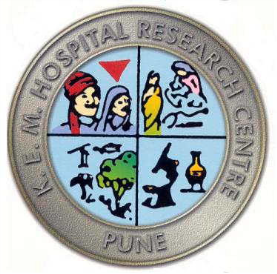 K. E. M. HOSPITAL RESEARCH CENTRE
PUNE